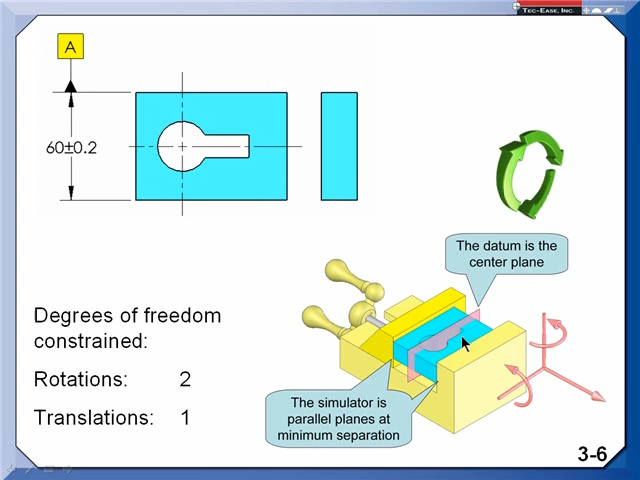 TEC-EASE, INC.
A
60±0.2
The datum is the
center plane
Degrees of freedom
constrained:
Rotations: 2
Translations: 1
The simulator is
parallel planes at
minimum separation
3-6